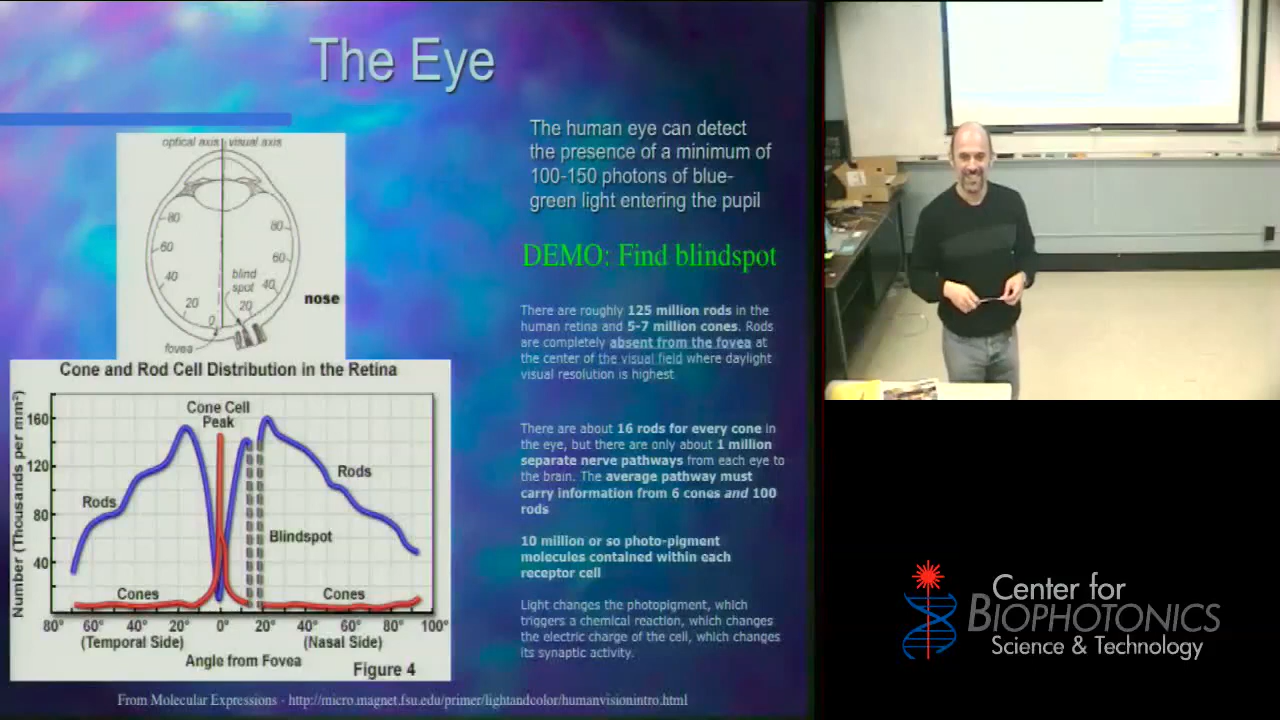 The Eye
optical axis visual axis
80
80
60
60
40
blind
spot
40
20
20
0
nose
fovea
The human eye can detect
the presence of a minimum of
100-150 photons of blue-
green light entering the pupil
DEMO: Find blindspot
There are roughly 125 million rods in the
human retina and 5-7 million cones. Rods
are completely absent from the fovea at
the center of the visual field where daylight
visual resolution is highest
There are about 16 rods for every cone in
the eye, but there are only about 1 million
separate nerve pathways from each eye to
the brain. The average pathway must
carry information from 6 cones and 100
rods
10 million or so photo-pigment
molecules contained within each
receptor cell
Light changes the photopigment, which
triggers a chemical reaction, which changes
the electric charge of the cell, which changes
its synaptic activity.
Cone and Rod Cell Distribution in the Retina
Number (Thousands per mm²)
160
120
80
40
Cone Cell
Peak
Rods
Rods
Blindspot
Cones
Cones
80° 60° 40° 20° 0° 20° 40° 60° 80° 100°
(Temporal Side) (Nasal Side)
Angle from Fovea
Figure 4
From Molecular Expressions - http://micro.magnet.fsu.edu/primer/lightandcolor/humanvisionintro.html
Center for
BIOPHOTONICS
Science & Technology